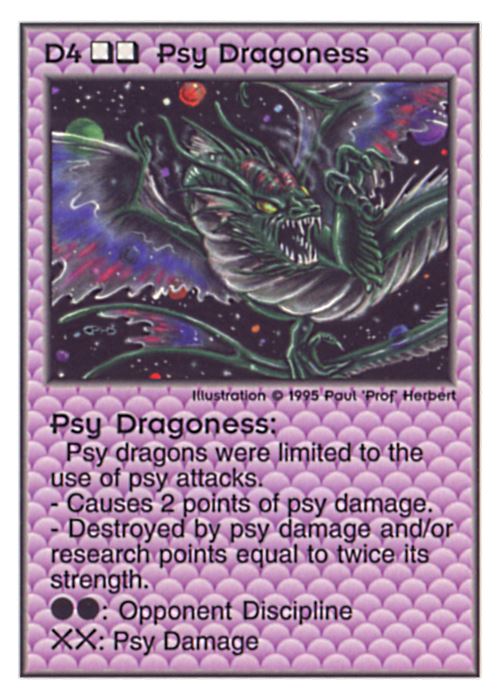 D4 Psy Dragoness
GPHS
Illustration © 1995 Paul 'Prof' Herbert
Psy Dragoness:
Psy dragons were limited to the
use of psy attacks.
- Causes 2 points of psy damage.
- Destroyed by psy damage and/or
research points equal to twice its
strength.
●●: Opponent Discipline
XX: Psy Damage